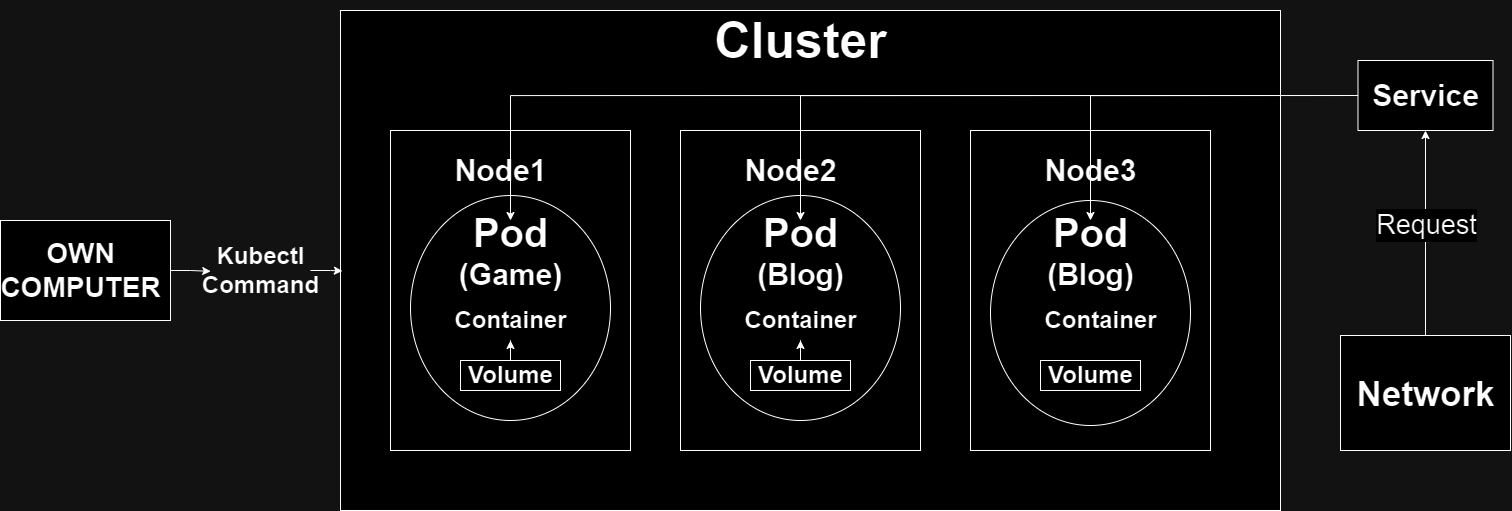 Cluster
Service
Node1
Node2
Node3
Pod
(Game)
Container
Volume
Pod
(Blog)
Container
Volume
Pod
(Blog)
Container
Volume
OWN
COMPUTER
Kubectl
Command
Request
Network